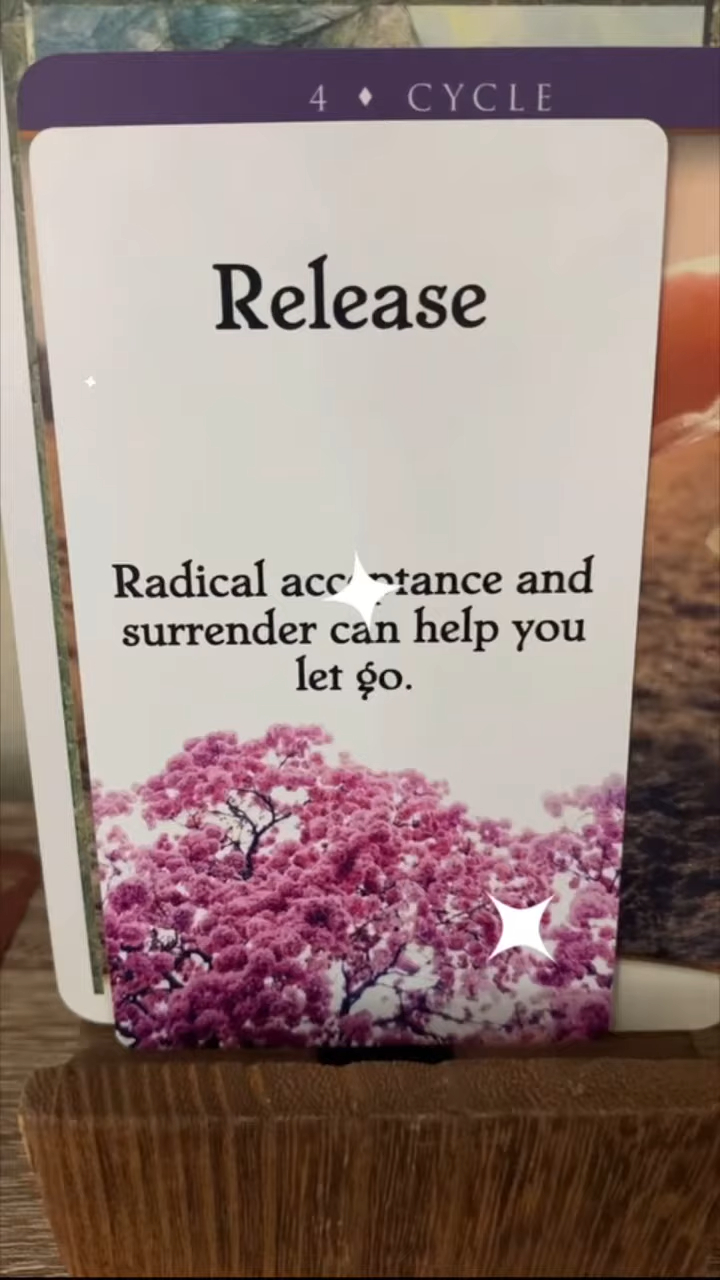 4 ♦ CYCLE
Release
Radical acceptance and
surrender can help you
let go.